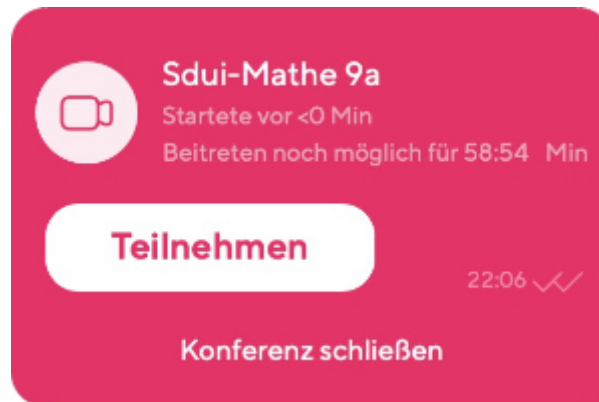 Sdui-Mathe 9a
Startete vor <0 Min
Beitreten noch möglich für 58:54 Min
Teilnehmen
22:06
Konferenz schließen